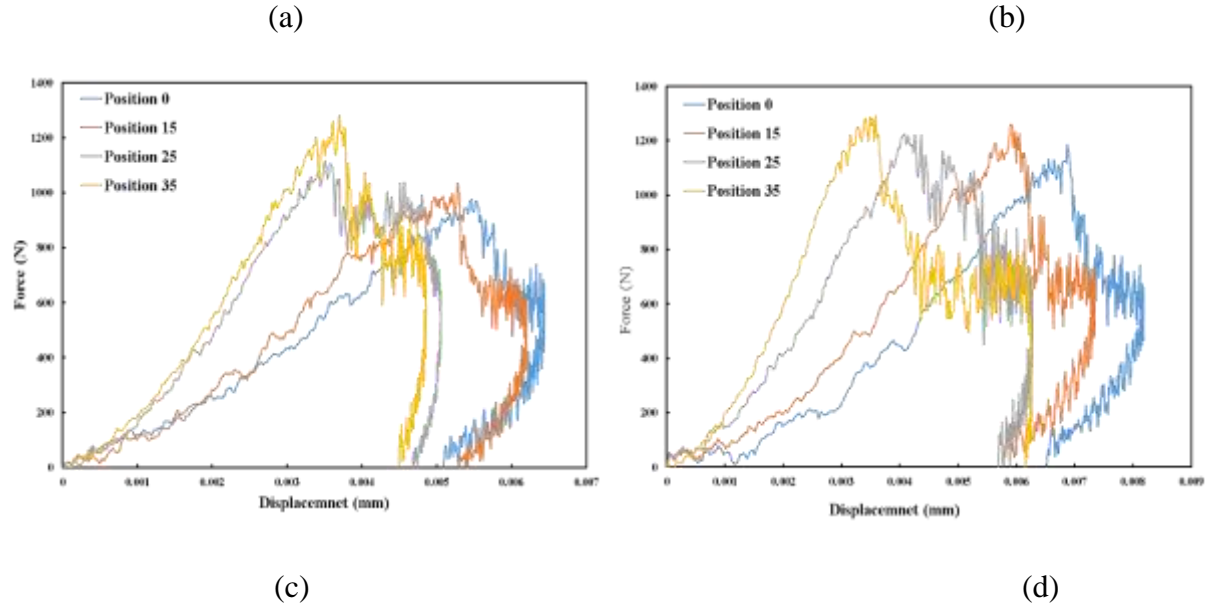 (a)
(b)
1400
1200
1000
800
600
400
200
0
Force (N)
Position 0
Position 15
Position 25
Position 35
0
0.001
0.002
0.003
0.004
0.005
0.006
0.007
Displacemnet (mm)
1400
1200
1000
800
600
400
200
0
Force (N)
Position 0
Position 15
Position 25
Position 35
0
0.001
0.002
0.003
0.004
0.005
0.006
0.007
0.008
0.009
Displacemnet (mm)
(c)
(d)